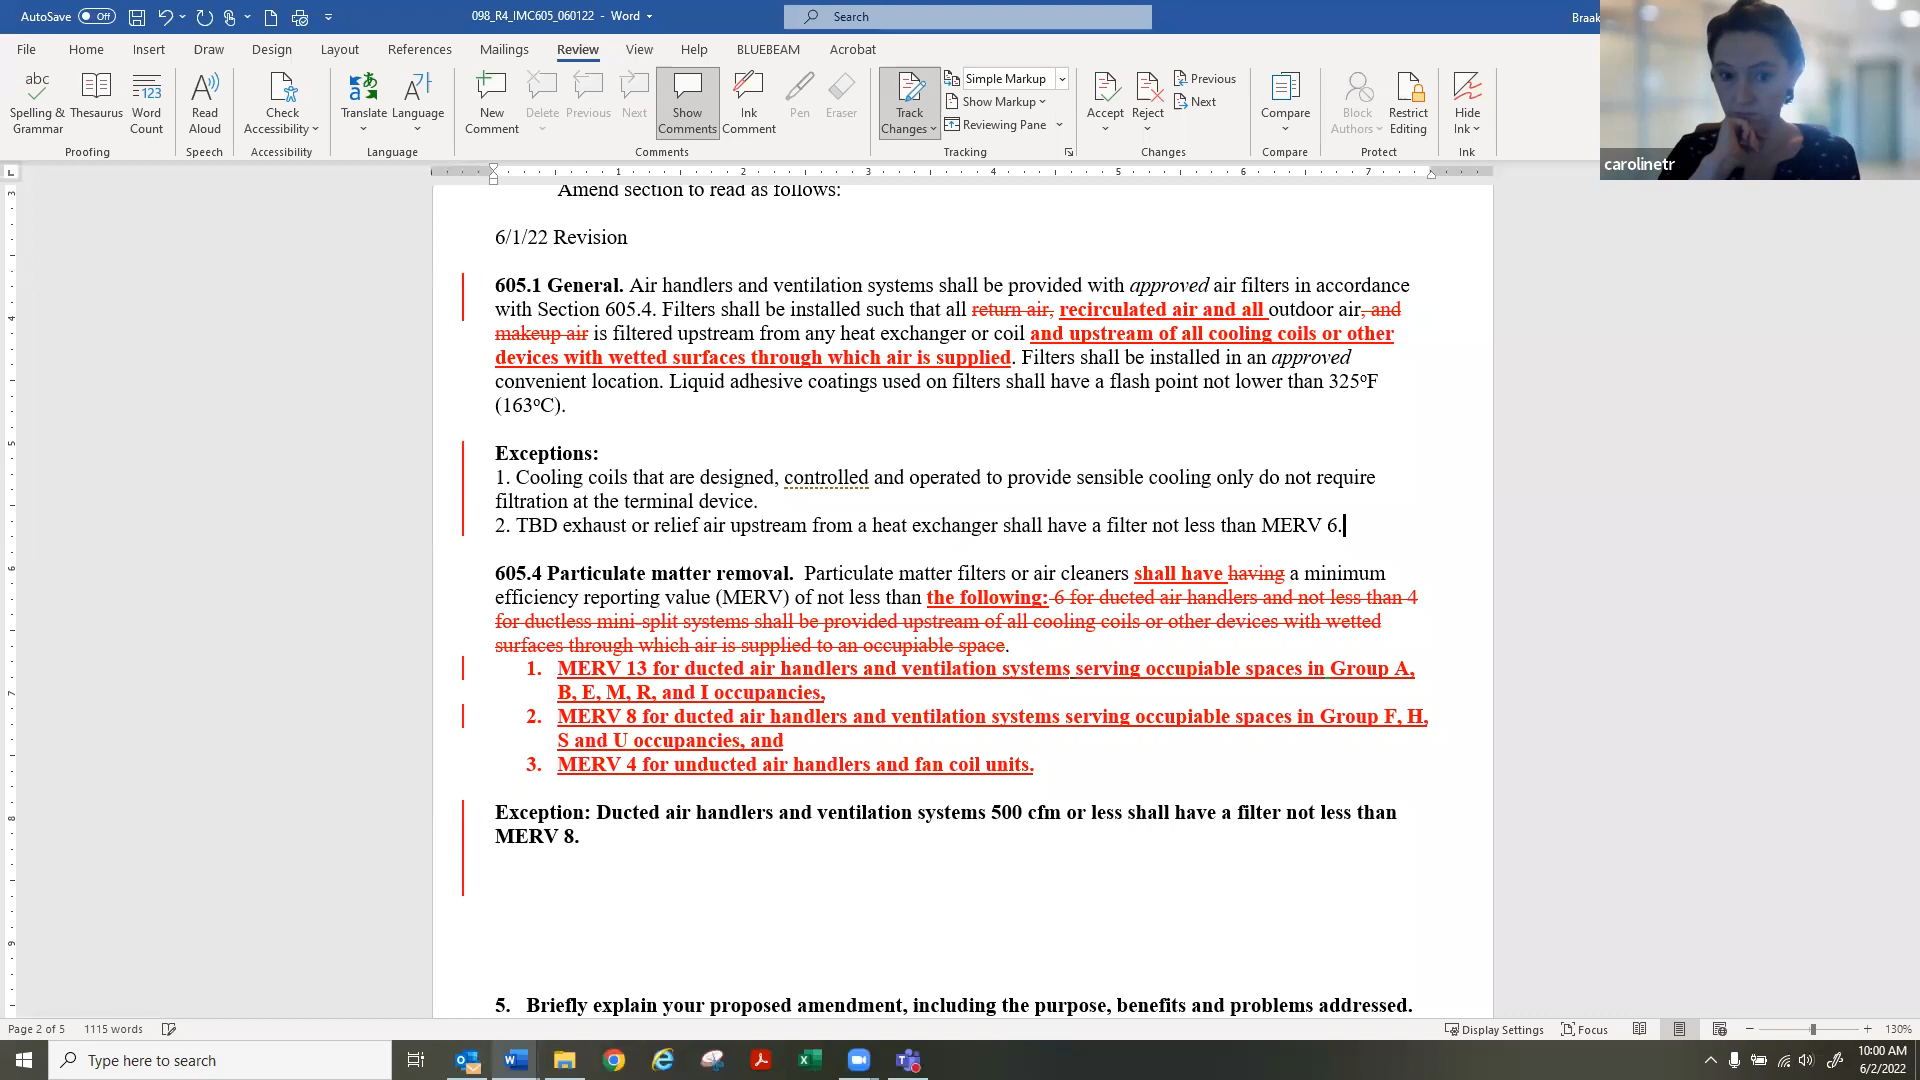 AutoSave Off 098_R4_IMC605_060122 - Word Search Braak
File Home Insert Draw Design Layout References Mailings Review View Help BLUEBEAM Acrobat
Spelling & Grammar Thesaurus Word Count Read Aloud Check Accessibility Translate Language New Comment Delete Previous Next Show Comments Ink Comment Pen Eraser Track Changes Simple Markup Show Markup Reviewing Pane Accept Reject Previous Next Compare Block Authors Restrict Editing Hide Ink
Proofing Speech Accessibility Language Comments Tracking Changes Compare Protect Ink
carolinetr
1 2 3 4 5 6 7
Amend section to read as follows:
6/1/22 Revision
605.1 General. Air handlers and ventilation systems shall be provided with approved air filters in accordance
with Section 605.4. Filters shall be installed such that all return air, recirculated air and all outdoor air, and
makeup air is filtered upstream from any heat exchanger or coil and upstream of all cooling coils or other
devices with wetted surfaces through which air is supplied. Filters shall be installed in an approved
convenient location. Liquid adhesive coatings used on filters shall have a flash point not lower than 325ºF
(163ºC).
Exceptions:
1. Cooling coils that are designed, controlled and operated to provide sensible cooling only do not require
filtration at the terminal device.
2. TBD exhaust or relief air upstream from a heat exchanger shall have a filter not less than MERV 6.
605.4 Particulate matter removal. Particulate matter filters or air cleaners shall have having a minimum
efficiency reporting value (MERV) of not less than the following: 6 for ducted air handlers and not less than 4
for ductless mini-split systems shall be provided upstream of all cooling coils or other devices with wetted
surfaces through which air is supplied to an occupiable space.
1. MERV 13 for ducted air handlers and ventilation systems serving occupiable spaces in Group A,
B, E, M, R, and I occupancies,
2. MERV 8 for ducted air handlers and ventilation systems serving occupiable spaces in Group F, H,
S and U occupancies, and
3. MERV 4 for unducted air handlers and fan coil units.
Exception: Ducted air handlers and ventilation systems 500 cfm or less shall have a filter not less than
MERV 8.
5. Briefly explain your proposed amendment, including the purpose, benefits and problems addressed.
Page 2 of 5 1115 words Display Settings Focus 130%
Type here to search 10:00 AM
6/2/2022